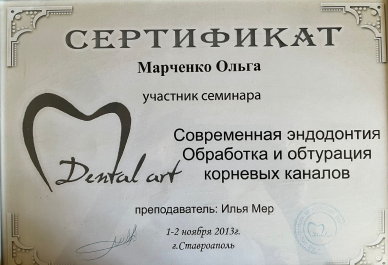 СЕРТИФИКАТ
Марченко Ольга
участник семинара
Современная эндодонтия
Обработка и обтурация
корневых каналов
Dental art
преподаватель: Илья Мер
1-2 ноября 2013г.
г.Ставроаполь